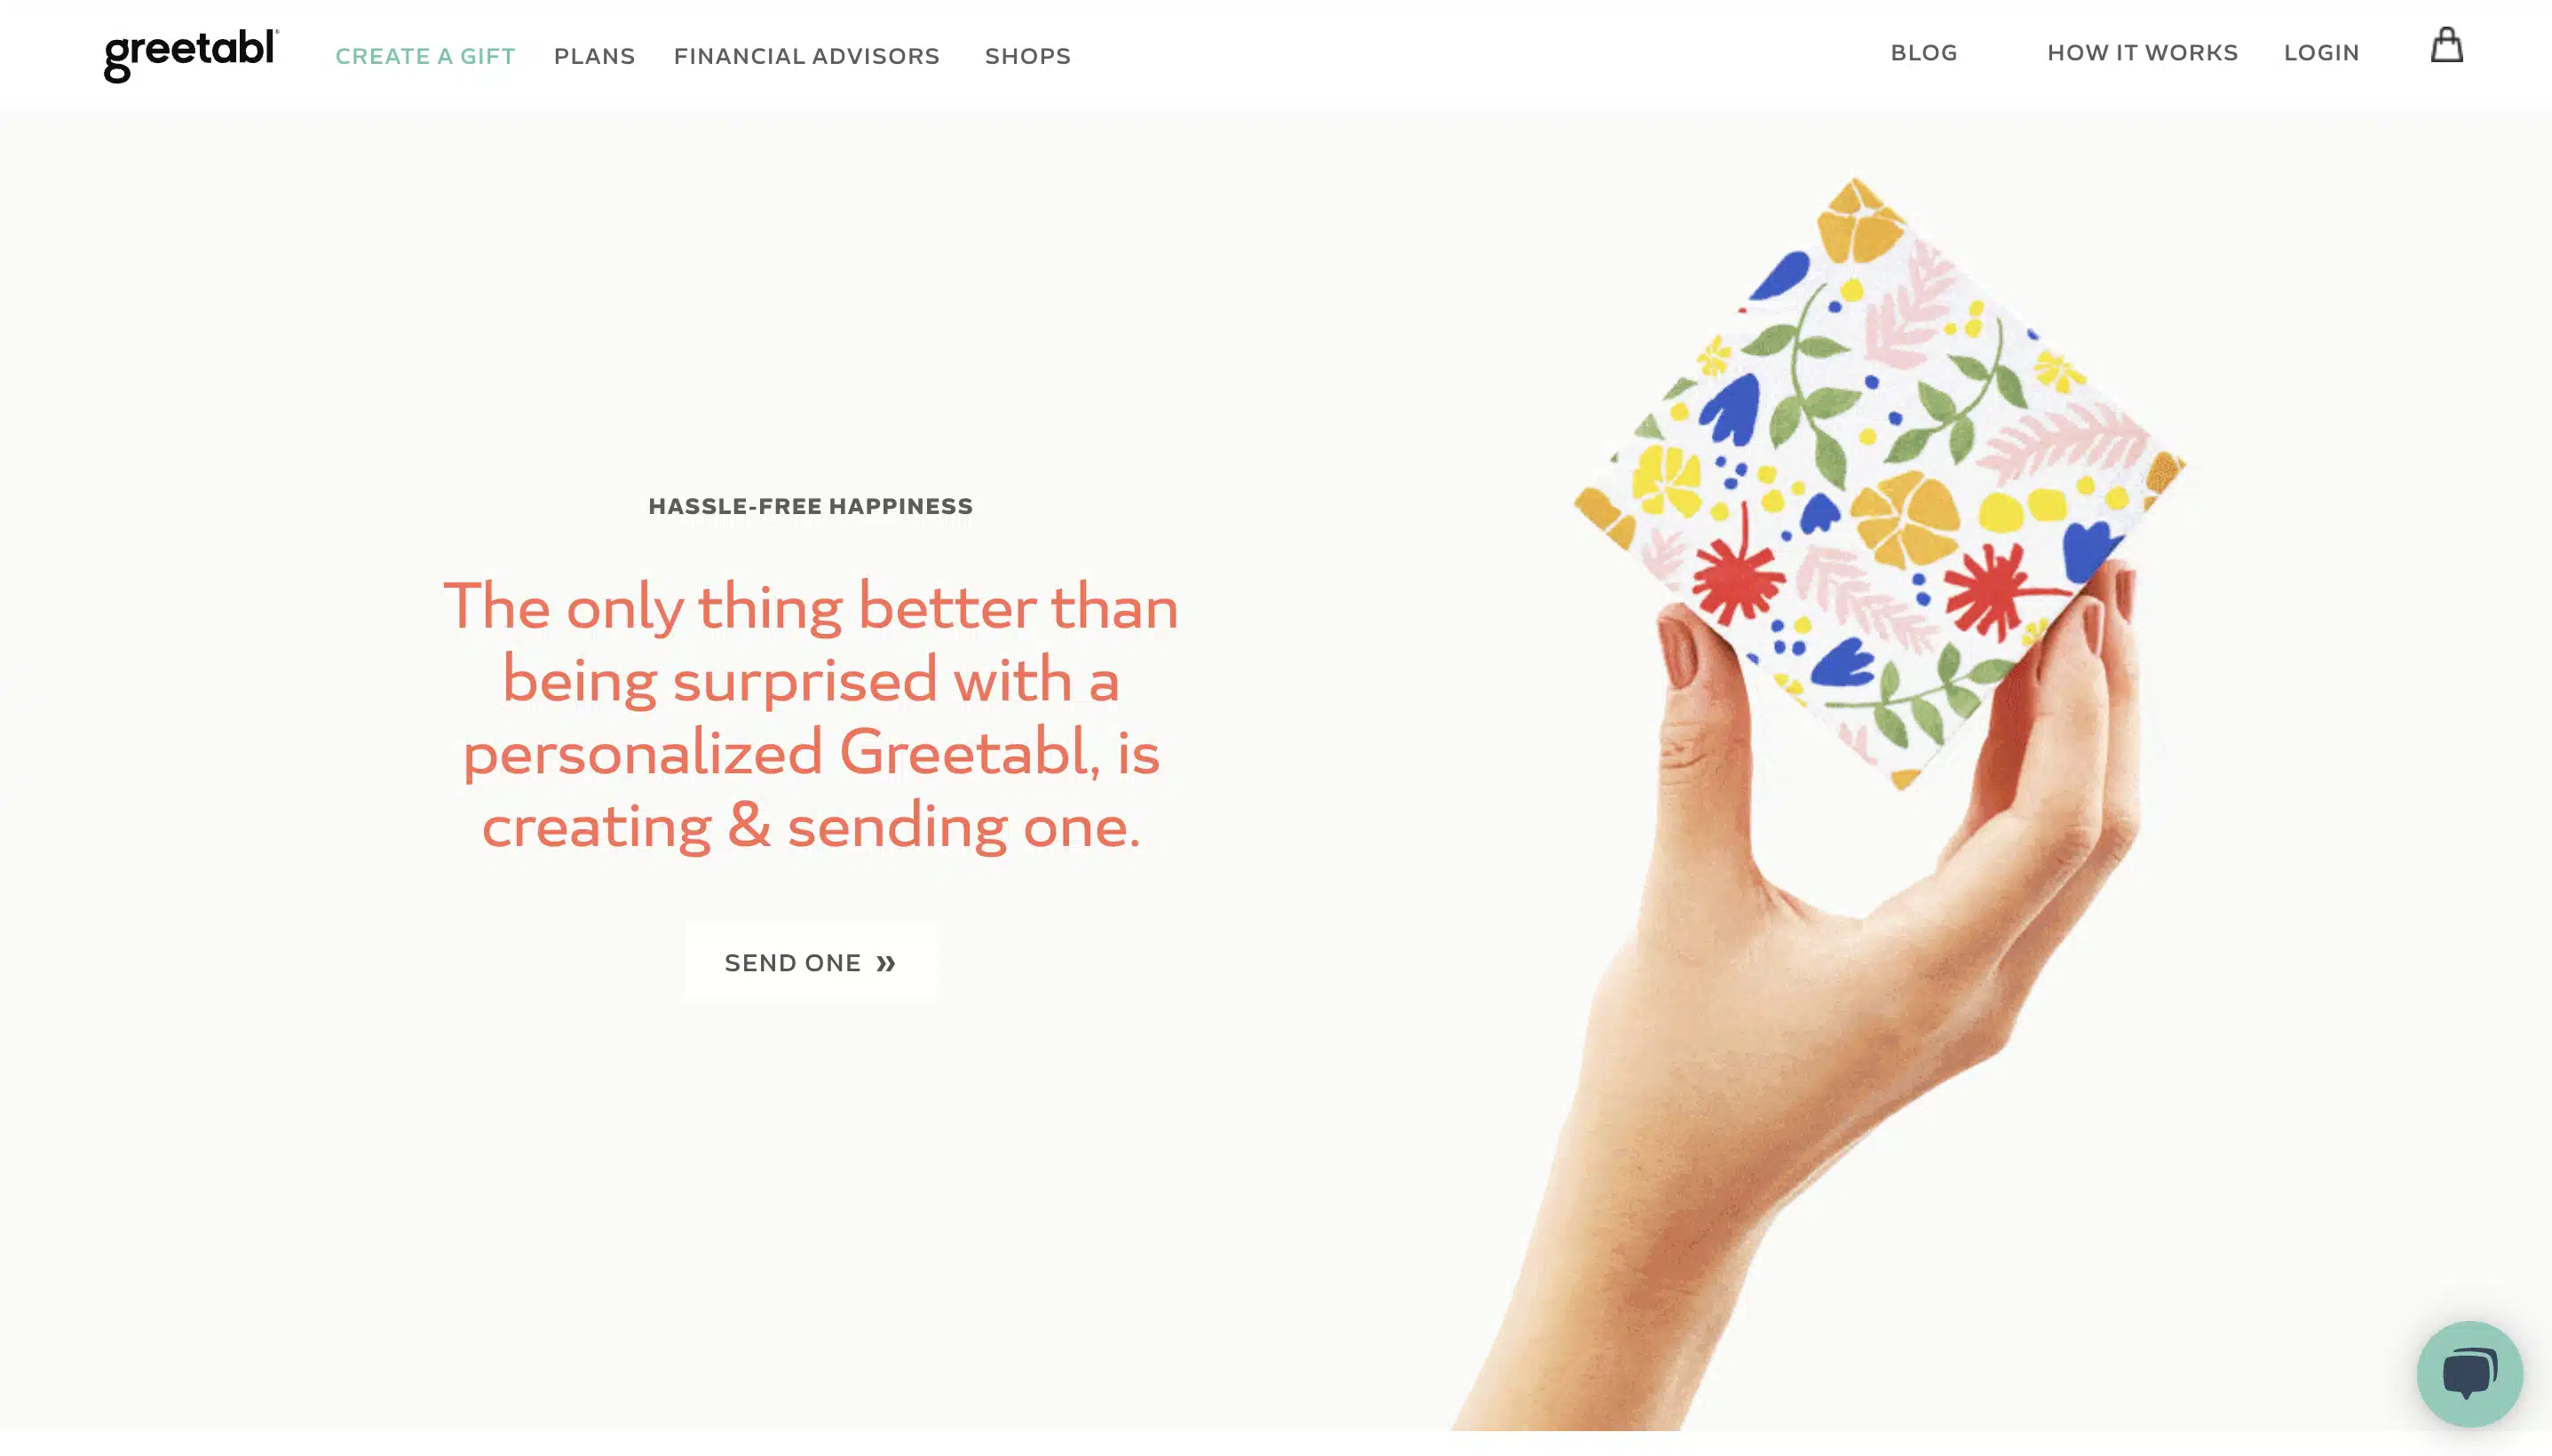 greetabl
CREATE A GIFT PLANS FINANCIAL ADVISORS SHOPS BLOG HOW IT WORKS LOGIN
HASSLE-FREE HAPPINESS
The only thing better than
being surprised with a
personalized Greetabl, is
creating & sending one.
SEND ONE »